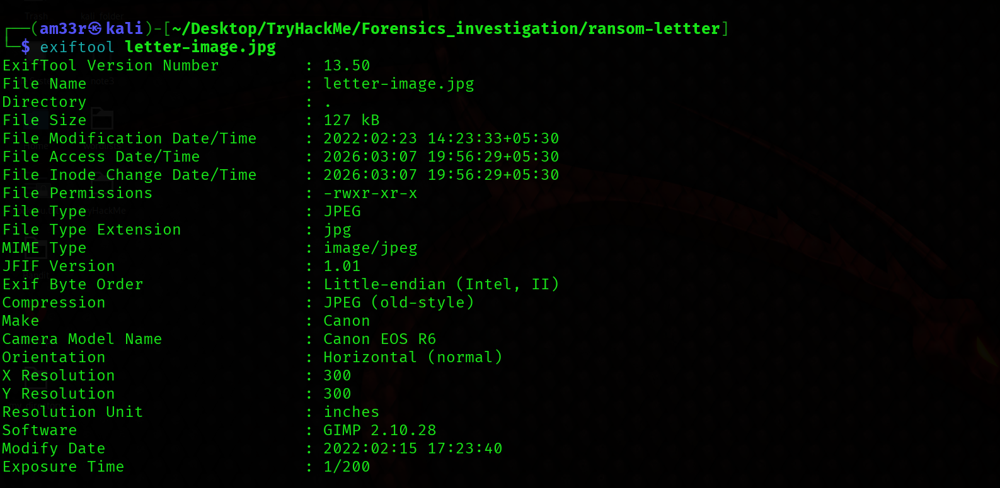 Trash kali_folder
┌──(am33r㉿kali)-[~/Desktop/TryHackMe/Forensics_investigation/ransom-lettter]
└─$ exiftool letter-image.jpg
ExifTool Version Number : 13.50
File Name : letter-image.jpg
Directory : .
File Size : 127 kB
File Modification Date/Time : 2022:02:23 14:23:33+05:30
File Access Date/Time : 2026:03:07 19:56:29+05:30
File Inode Change Date/Time : 2026:03:07 19:56:29+05:30
File Permissions : -rwxr-xr-x
File Type : JPEG
File Type Extension : jpg
MIME Type : image/jpeg
JFIF Version : 1.01
Exif Byte Order : Little-endian (Intel, II)
Compression : JPEG (old-style)
Make : Canon
Camera Model Name : Canon EOS R6
Orientation : Horizontal (normal)
X Resolution : 300
Y Resolution : 300
Resolution Unit : inches
Software : GIMP 2.10.28
Modify Date : 2022:02:15 17:23:40
Exposure Time : 1/200